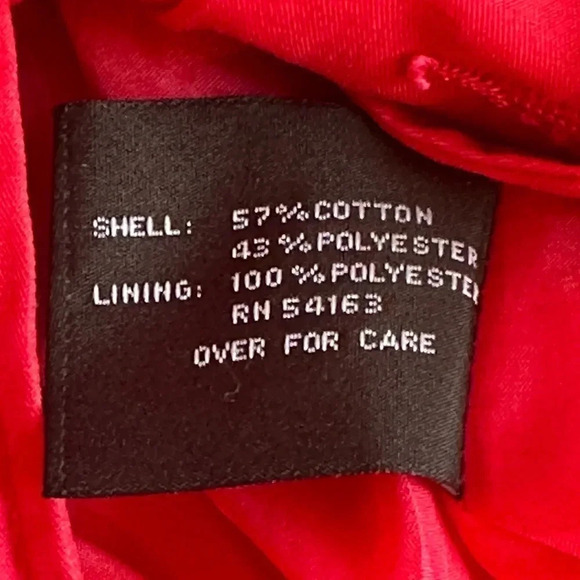 SHELL: 57% COTTON
43% POLYESTER
LINING: 100% POLYESTER
RN 54163
OVER FOR CARE